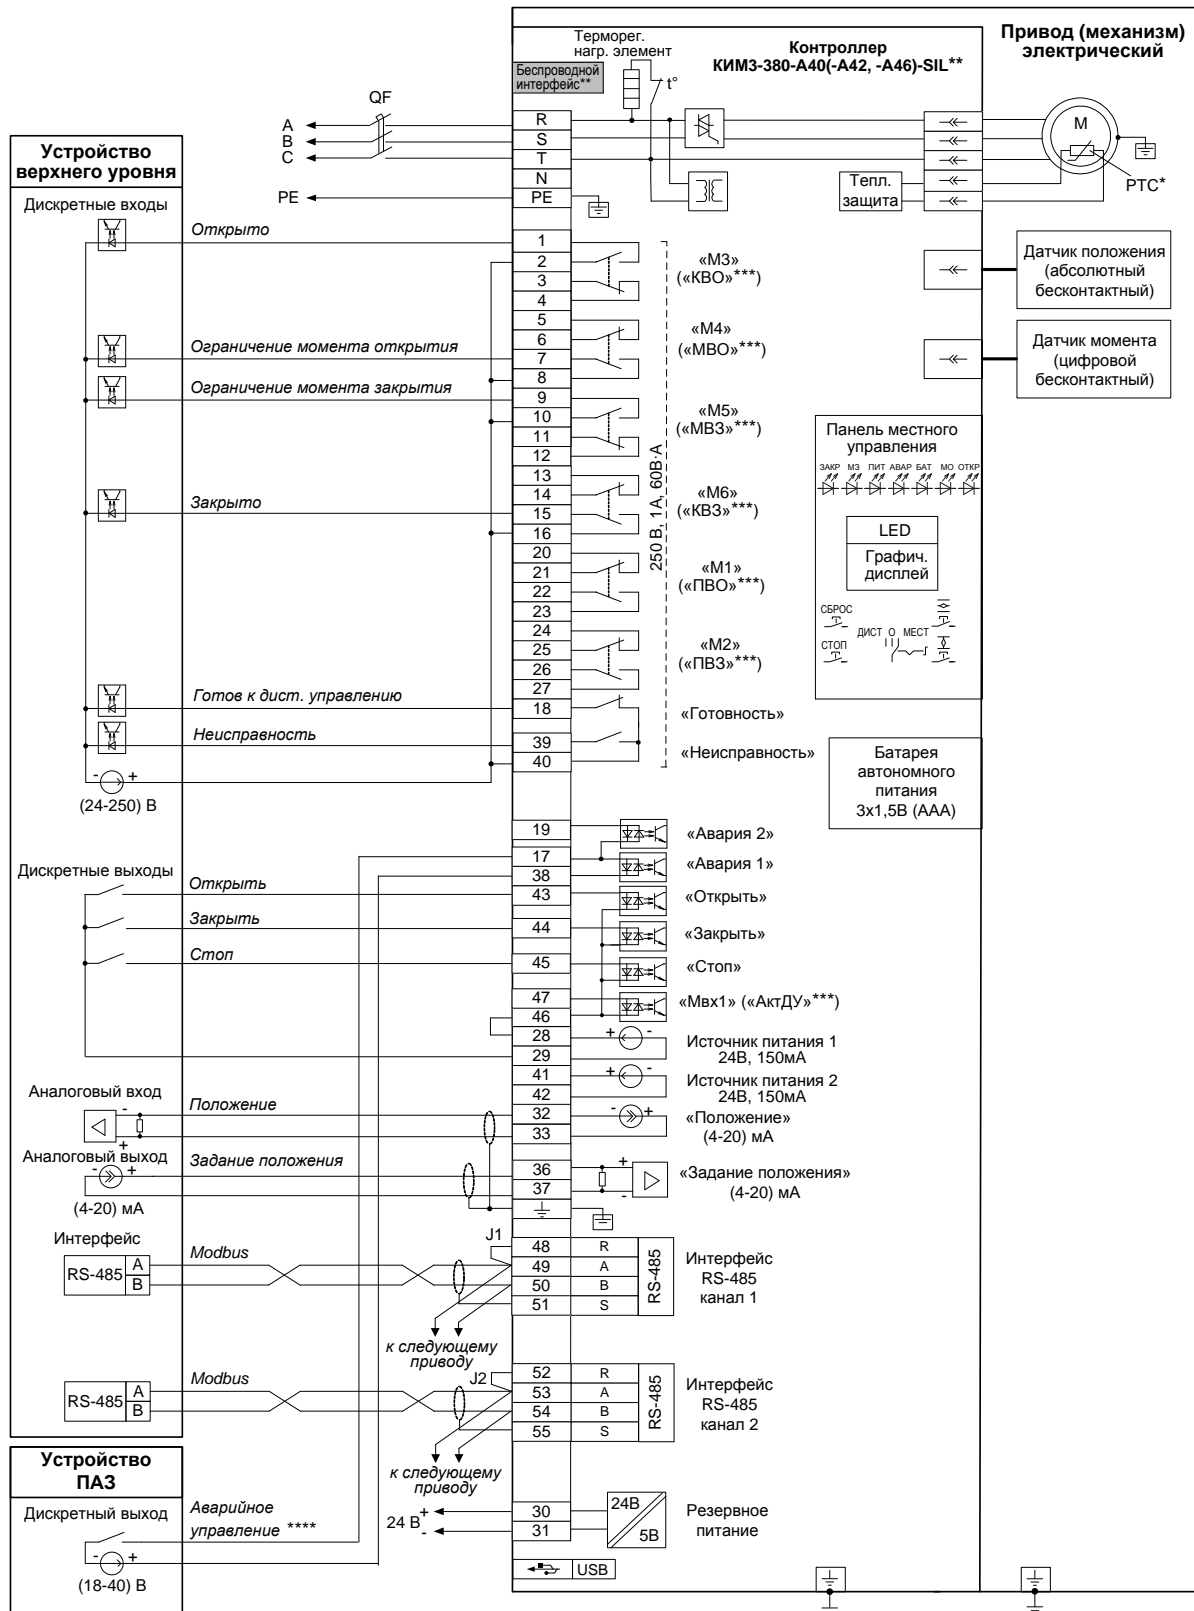 Привод (механизм)
электрический
Терморег.
нагр. элемент
Контроллер
КИМ3-380-А40(-А42, -А46)-SIL**
Беспроводной
интерфейс**
t°
QF
A
B
C
PE
R
S
T
N
PE
M
Тепл.
защита
PTC*
Устройство
верхнего уровня
Дискретные входы
Открыто
1
2
3
4
«М3»
(«КВО»***)
Датчик положения
(абсолютный
бесконтактный)
Ограничение момента открытия
5
6
7
8
«М4»
(«МВО»***)
Датчик момента
(цифровой
бесконтактный)
Ограничение момента закрытия
9
10
11
12
«М5»
(«МВЗ»***)
Закрыто
13
14
15
16
«М6»
(«КВЗ»***)
20
21
22
23
«М1»
(«ПВО»***)
24
25
26
27
«М2»
(«ПВЗ»***)
250 В, 1А, 60В·А
Панель местного
управления
ЗАКР МЗ ПИТ АВАР БАТ МО ОТКР
LED
Графич.
дисплей
СБРОС
СТОП
ДИСТ О МЕСТ
Готов к дист. управлению
18
«Готовность»
Неисправность
39
40
«Неисправность»
- +
(24-250) В
Батарея
автономного
питания
3х1,5В (ААА)
19
«Авария 2»
17
38
«Авария 1»
Дискретные выходы
Открыть
43
«Открыть»
Закрыть
44
«Закрыть»
Стоп
45
«Стоп»
47
46
«Мвх1» («АктДУ»***)
28
29
+ -
Источник питания 1
24В, 150мА
41
42
+ -
Источник питания 2
24В, 150мА
Аналоговый вход
-
+
Положение
32
33
- +
«Положение»
(4-20) мА
Аналоговый выход
- +
(4-20) мА
Задание положения
36
37
+
-
«Задание положения»
(4-20) мА
Интерфейс
RS-485
A
B
Modbus
J1
48 R
49 A
50 B
51 S
RS-485
Интерфейс
RS-485
канал 1
к следующему
приводу
RS-485
A
B
Modbus
J2
52 R
53 A
54 B
55 S
RS-485
Интерфейс
RS-485
канал 2
к следующему
приводу
Устройство
ПАЗ
Дискретный выход
Аварийное
управление ****
- +
(18-40) В
24 В
+
-
30
31
24В
5В
Резервное
питание
USB